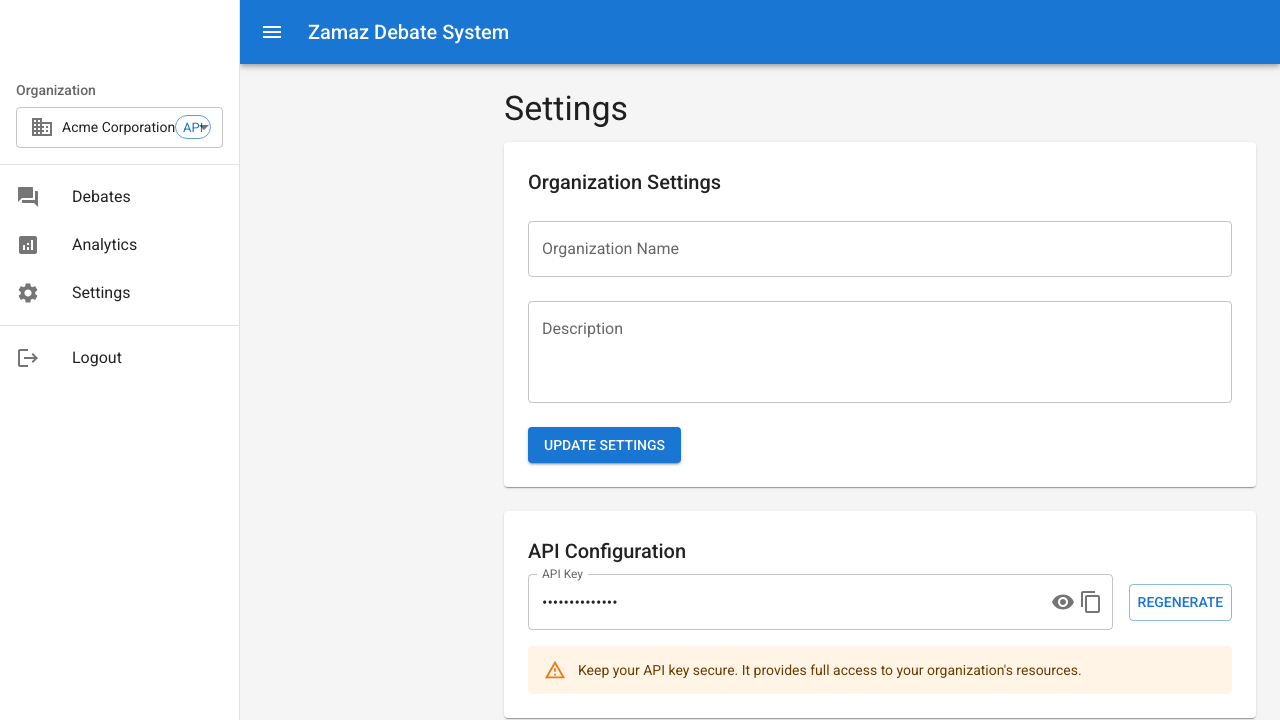 Zamaz Debate System
Organization
Acme Corporation
API
Debates
Analytics
Settings
Logout
Settings
Organization Settings
Organization Name
Description
UPDATE SETTINGS
API Configuration
API Key
••••••••••••••
REGENERATE
Keep your API key secure. It provides full access to your organization's resources.